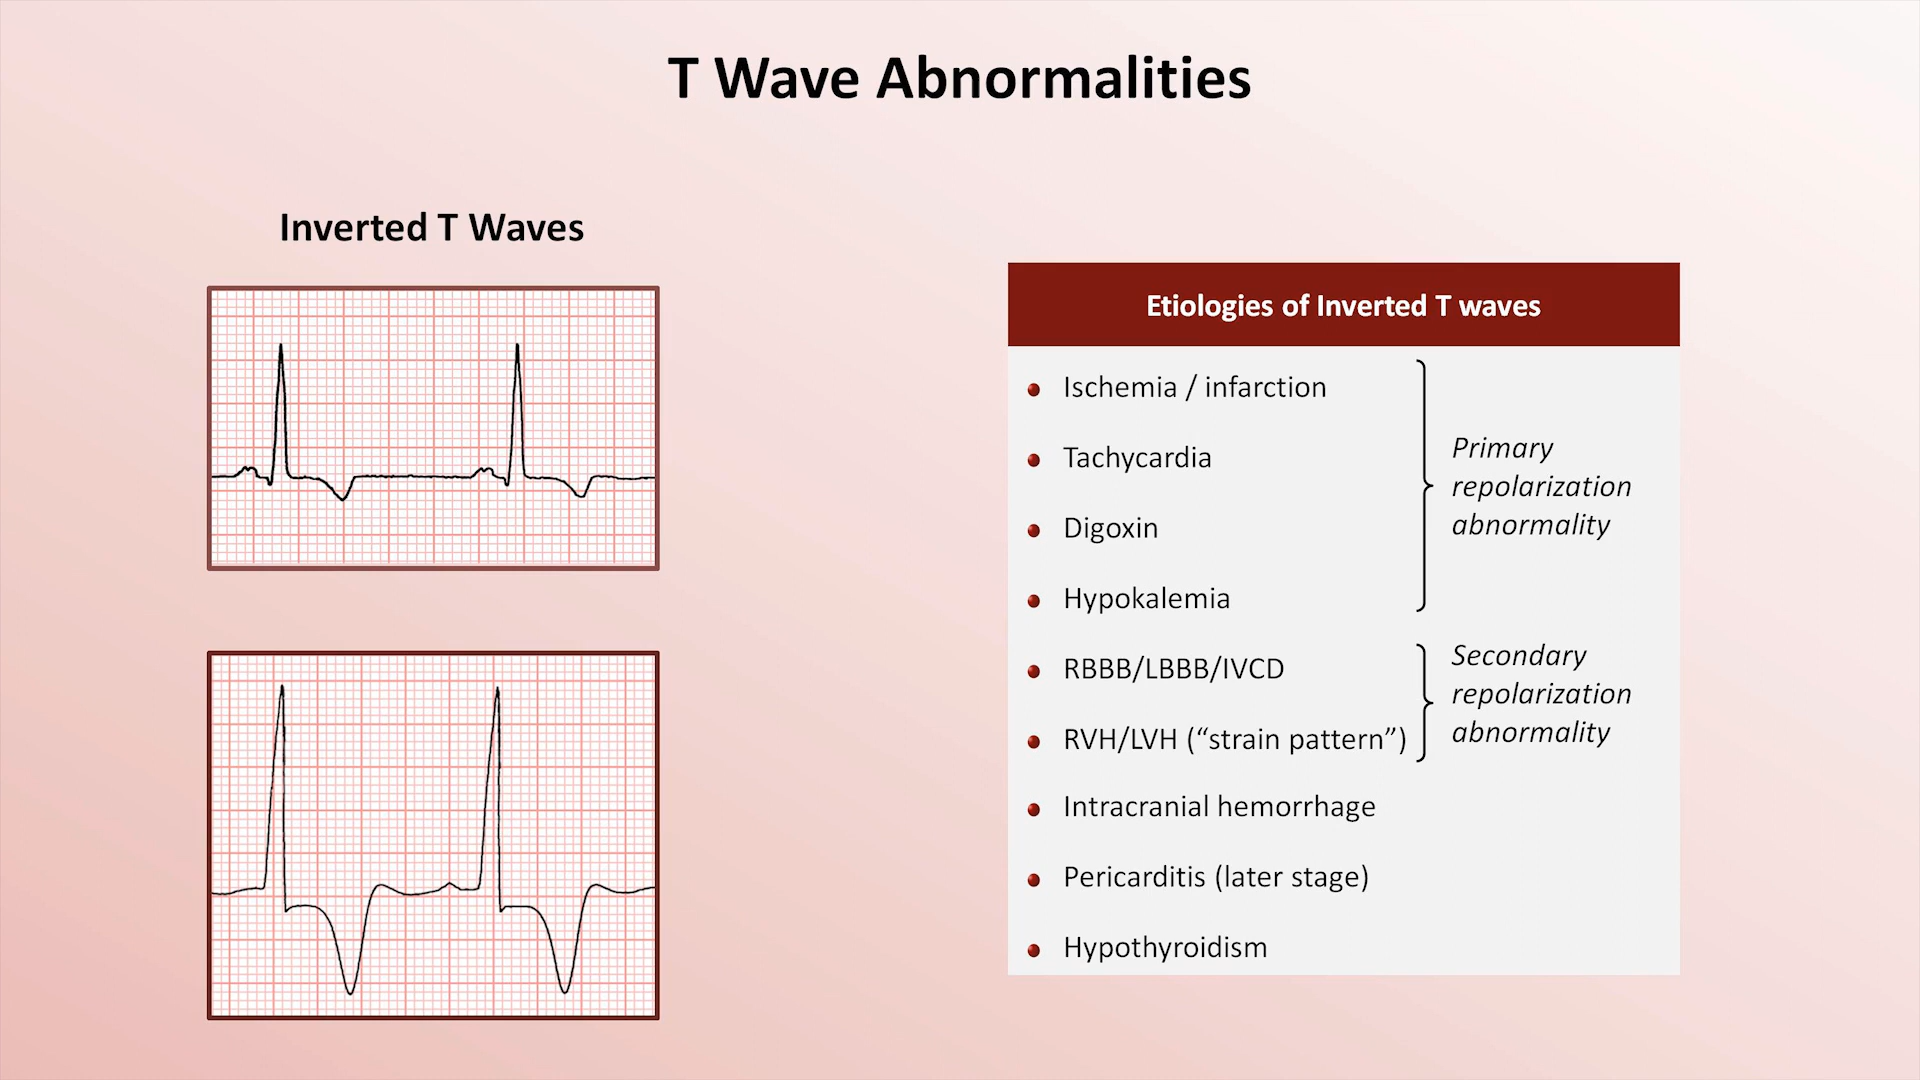 T Wave Abnormalities
Inverted T Waves
Etiologies of Inverted T waves
Ischemia / infarction
Tachycardia
Digoxin
Hypokalemia
Primary
repolarization
abnormality
RBBB/LBBB/IVCD
RVH/LVH (“strain pattern”)
Secondary
repolarization
abnormality
Intracranial hemorrhage
Pericarditis (later stage)
Hypothyroidism